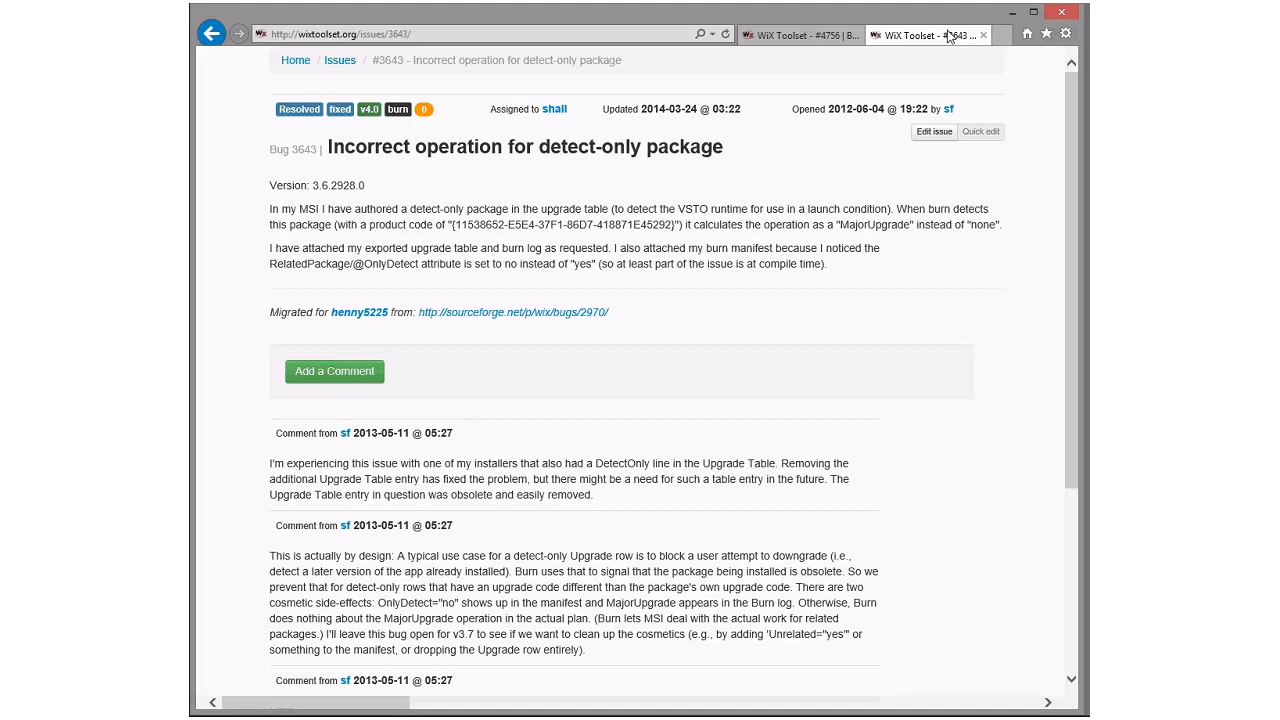 http://wixtoolset.org/issues/3643/
WiX Toolset - #4756 | B...
WiX Toolset - #3643 ...
Home / Issues / #3643 - Incorrect operation for detect-only package
Resolved fixed v4.0 burn 0 Assigned to shall Updated 2014-03-24 @ 03:22 Opened 2012-06-04 @ 19:22 by sf
Edit issue Quick edit
Bug 3643 | Incorrect operation for detect-only package
Version: 3.6.2928.0
In my MSI I have authored a detect-only package in the upgrade table (to detect the VSTO runtime for use in a launch condition). When burn detects
this package (with a product code of "{11538652-E5E4-37F1-86D7-418871E45292}") it calculates the operation as a "MajorUpgrade" instead of "none".
I have attached my exported upgrade table and burn log as requested. I also attached my burn manifest because I noticed the
RelatedPackage/@OnlyDetect attribute is set to no instead of "yes" (so at least part of the issue is at compile time).
Migrated for henny5225 from: http://sourceforge.net/p/wix/bugs/2970/
Add a Comment
Comment from sf 2013-05-11 @ 05:27
I'm experiencing this issue with one of my installers that also had a DetectOnly line in the Upgrade Table. Removing the
additional Upgrade Table entry has fixed the problem, but there might be a need for such a table entry in the future. The
Upgrade Table entry in question was obsolete and easily removed.
Comment from sf 2013-05-11 @ 05:27
This is actually by design: A typical use case for a detect-only Upgrade row is to block a user attempt to downgrade (i.e.,
detect a later version of the app already installed). Burn uses that to signal that the package being installed is obsolete. So we
prevent that for detect-only rows that have an upgrade code different than the package's own upgrade code. There are two
cosmetic side-effects: OnlyDetect="no" shows up in the manifest and MajorUpgrade appears in the Burn log. Otherwise, Burn
does nothing about the MajorUpgrade operation in the actual plan. (Burn lets MSI deal with the actual work for related
packages.) I'll leave this bug open for v3.7 to see if we want to clean up the cosmetics (e.g., by adding 'Unrelated="yes"' or
something to the manifest, or dropping the Upgrade row entirely).
Comment from sf 2013-05-11 @ 05:27